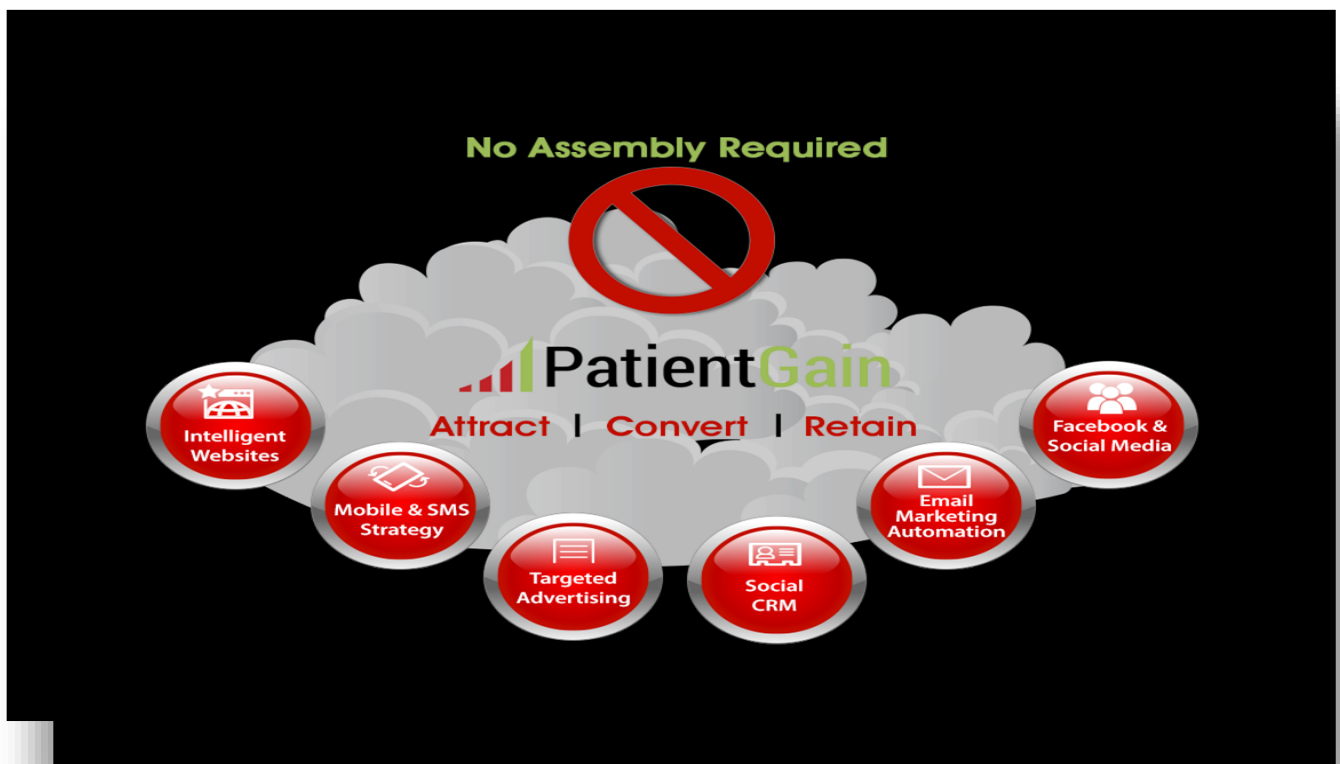 No Assembly Required
PatientGain
Attract | Convert | Retain
Intelligent
Websites
Mobile & SMS
Strategy
Targeted
Advertising
Social
CRM
Email
Marketing
Automation
Facebook &
Social Media